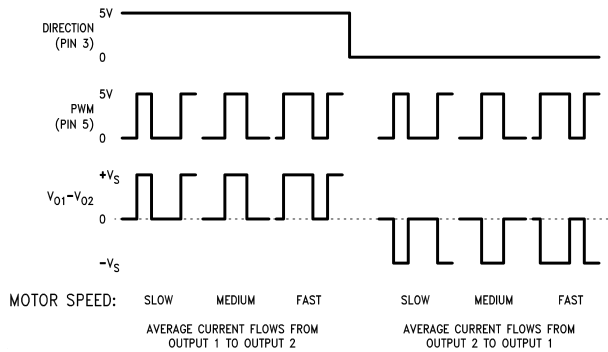 5V
DIRECTION
(PIN 3)
0
5V
PWM
(PIN 5)
0
+VS
VO1–VO2
0
–VS
MOTOR SPEED: SLOW MEDIUM FAST SLOW MEDIUM FAST
AVERAGE CURRENT FLOWS FROM
OUTPUT 1 TO OUTPUT 2
AVERAGE CURRENT FLOWS FROM
OUTPUT 2 TO OUTPUT 1